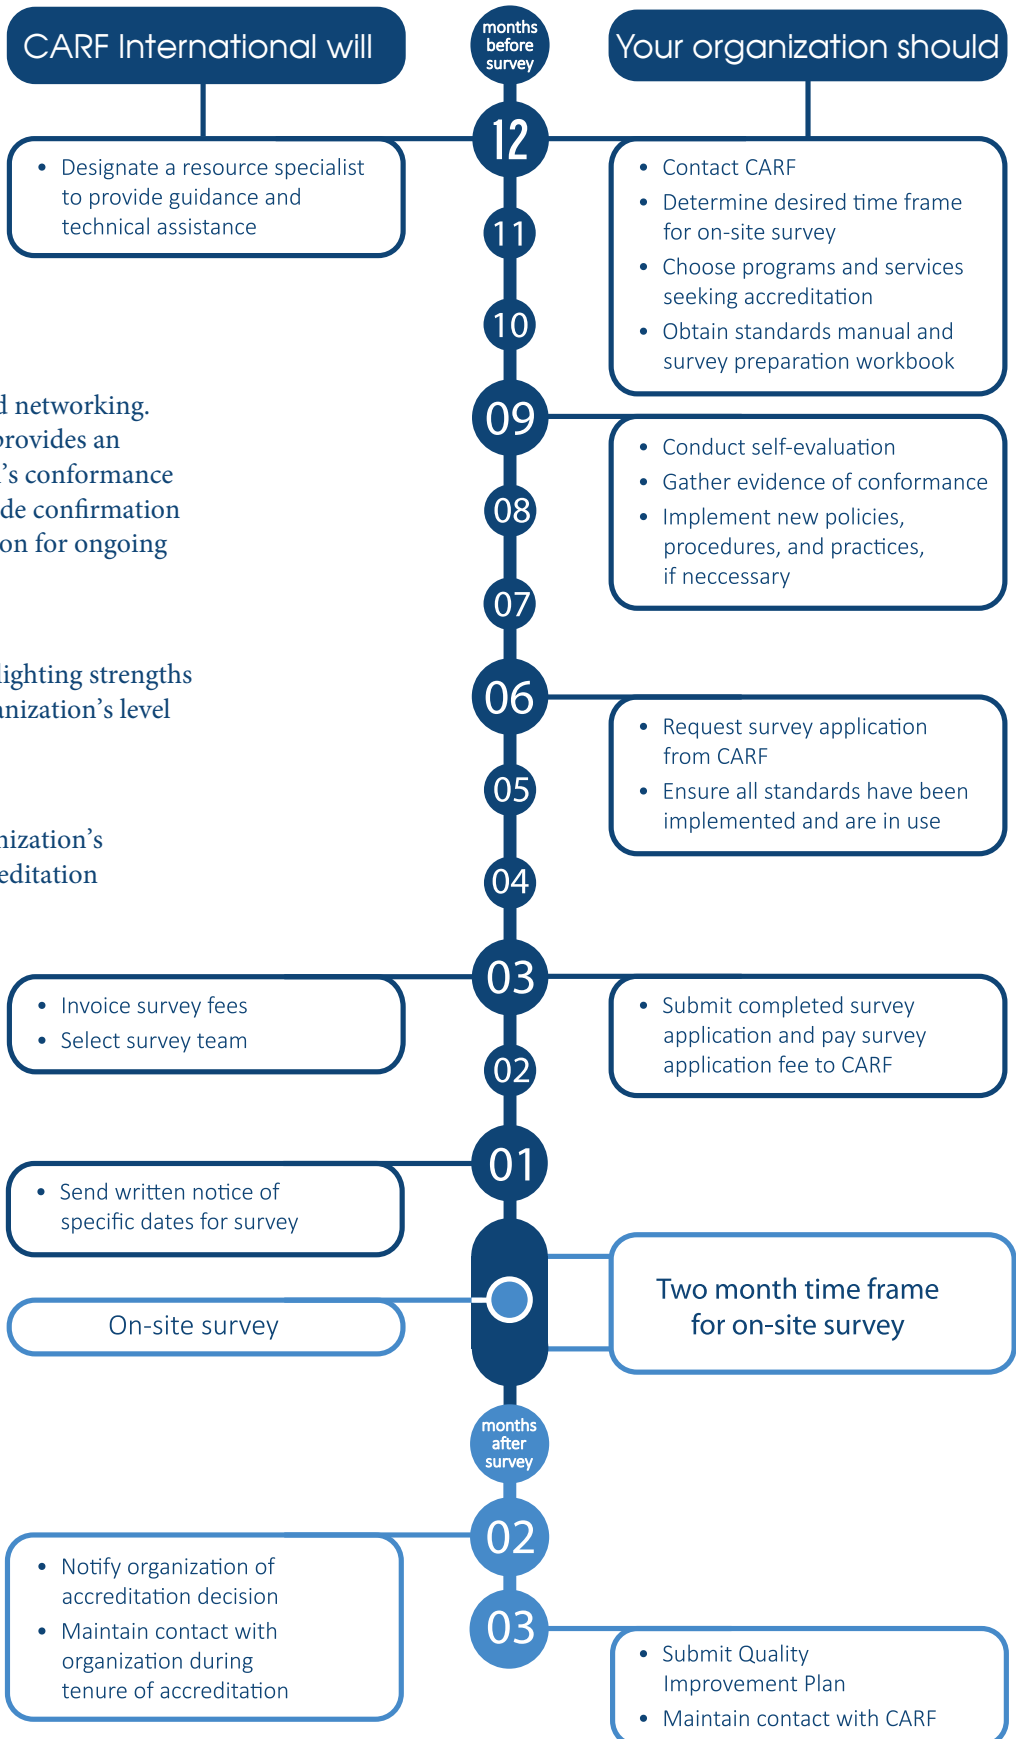 CARF International will
months
before
survey
Your organization should
12
• Designate a resource specialist
to provide guidance and
technical assistance
• Contact CARF
• Determine desired time frame
for on-site survey
• Choose programs and services
seeking accreditation
• Obtain standards manual and
survey preparation workbook
11
10
d networking.
provides an
's conformance
de confirmation
on for ongoing
09
• Conduct self-evaluation
• Gather evidence of conformance
• Implement new policies,
procedures, and practices,
if neccessary
08
07
lighting strengths
anization's level
06
• Request survey application
from CARF
• Ensure all standards have been
implemented and are in use
05
nization's
editation
04
03
• Invoice survey fees
• Select survey team
• Submit completed survey
application and pay survey
application fee to CARF
02
01
• Send written notice of
specific dates for survey
On-site survey
Two month time frame
for on-site survey
months
after
survey
02
• Notify organization of
accreditation decision
• Maintain contact with
organization during
tenure of accreditation
03
• Submit Quality
Improvement Plan
• Maintain contact with CARF